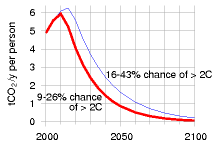 6
5
4
3
2
1
0
tCO2/y per person
16-43% chance of > 2C
9-26% chance
of > 2C
2000
2050
2100